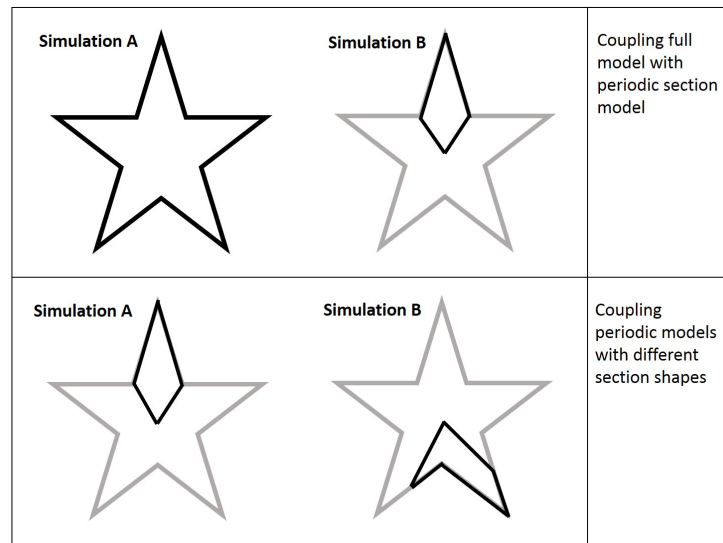 Simulation A
Simulation B
Coupling full
model with
periodic section
model
Simulation A
Simulation B
Coupling
periodic models
with different
section shapes